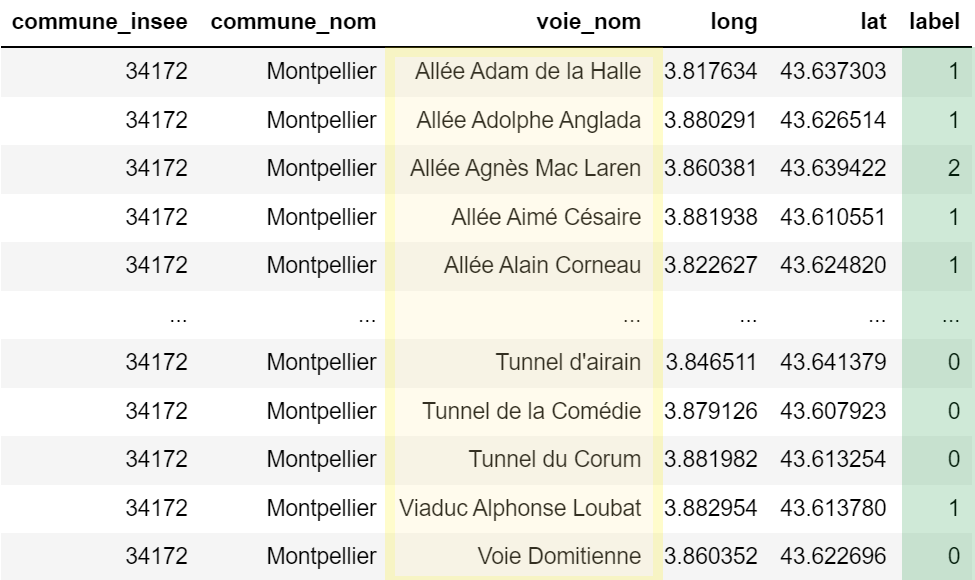 commune_insee commune_nom voie_nom long lat label
34172 Montpellier Allée Adam de la Halle 3.817634 43.637303 1
34172 Montpellier Allée Adolphe Anglada 3.880291 43.626514 1
34172 Montpellier Allée Agnès Mac Laren 3.860381 43.639422 2
34172 Montpellier Allée Aimé Césaire 3.881938 43.610551 1
34172 Montpellier Allée Alain Corneau 3.822627 43.624820 1
... ... ... ... ... ...
34172 Montpellier Tunnel d'airain 3.846511 43.641379 0
34172 Montpellier Tunnel de la Comédie 3.879126 43.607923 0
34172 Montpellier Tunnel du Corum 3.881982 43.613254 0
34172 Montpellier Viaduc Alphonse Loubat 3.882954 43.613780 1
34172 Montpellier Voie Domitienne 3.860352 43.622696 0